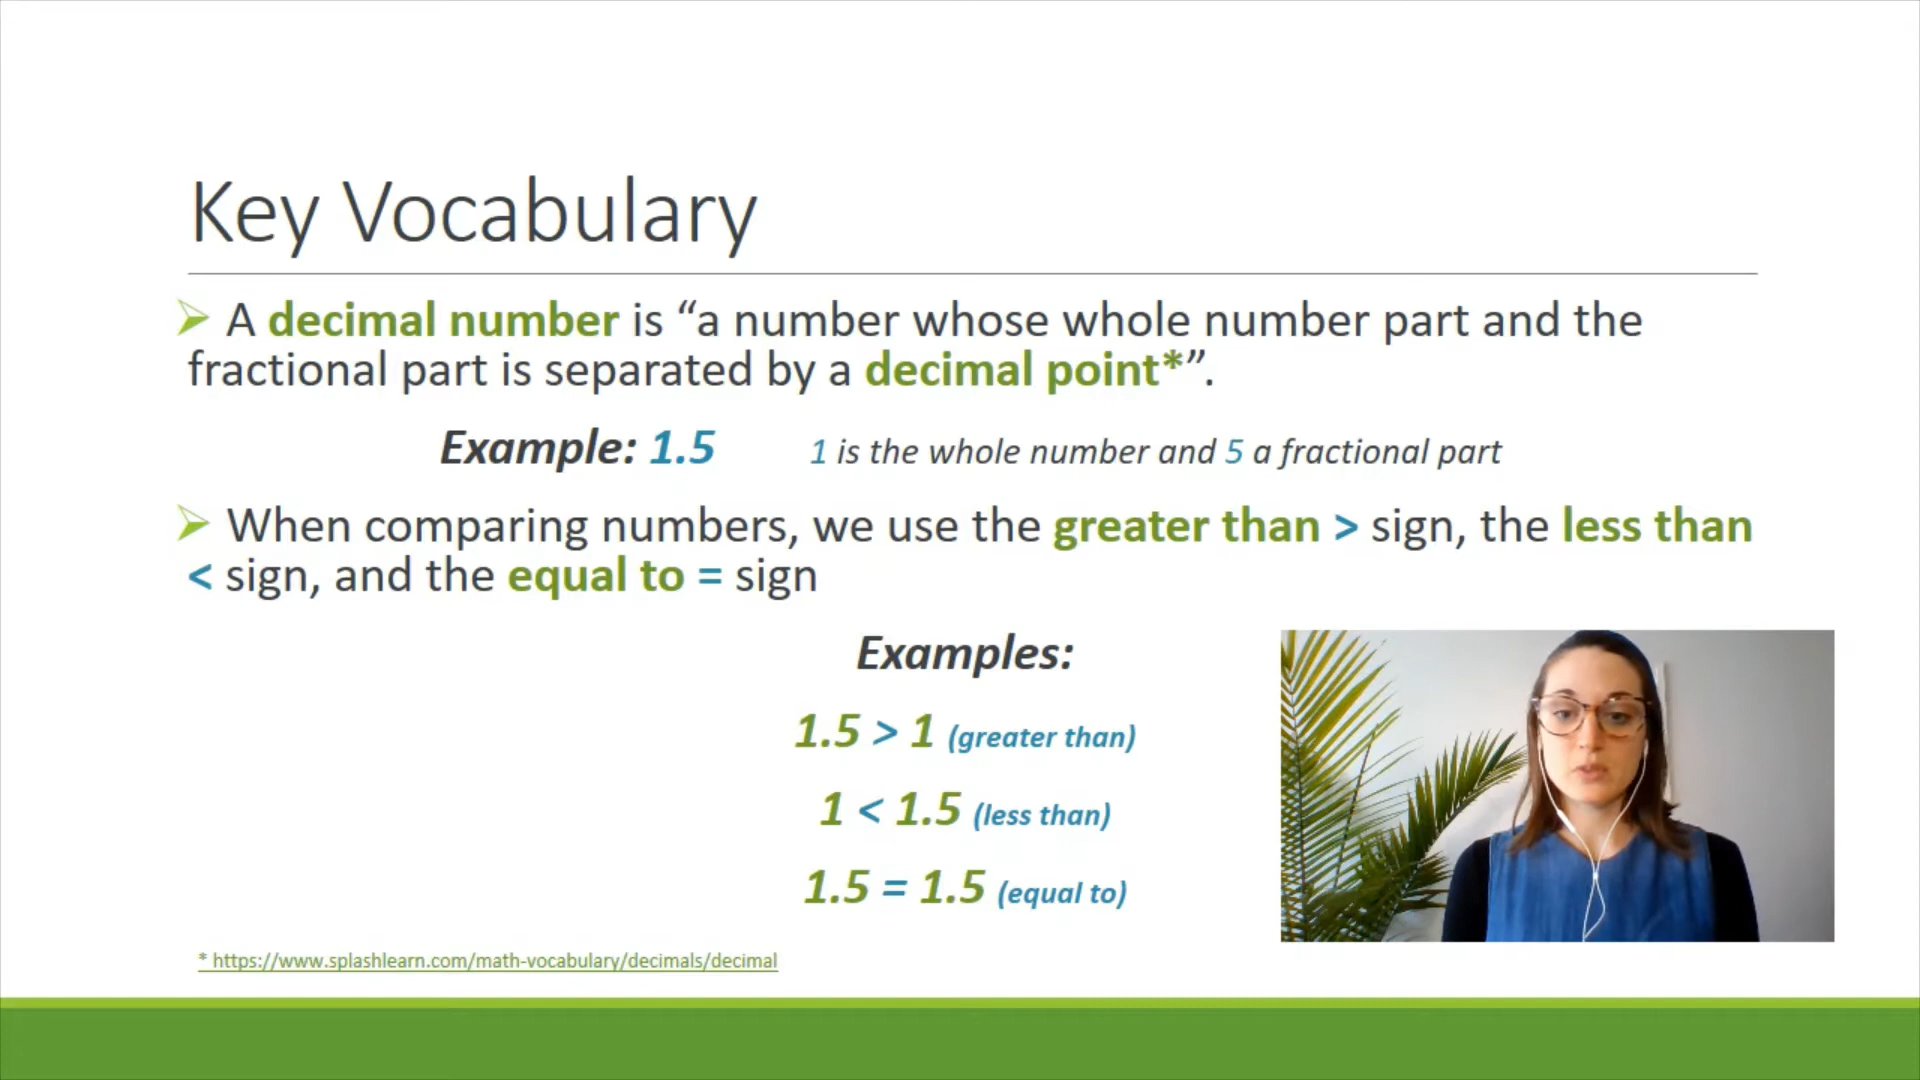 Key Vocabulary
A decimal number is “a number whose whole number part and the
fractional part is separated by a decimal point*”.
Example: 1.5 1 is the whole number and 5 a fractional part
When comparing numbers, we use the greater than > sign, the less than
< sign, and the equal to = sign
Examples:
1.5 > 1 (greater than)
1 < 1.5 (less than)
1.5 = 1.5 (equal to)
* https://www.splashlearn.com/math-vocabulary/decimals/decimal